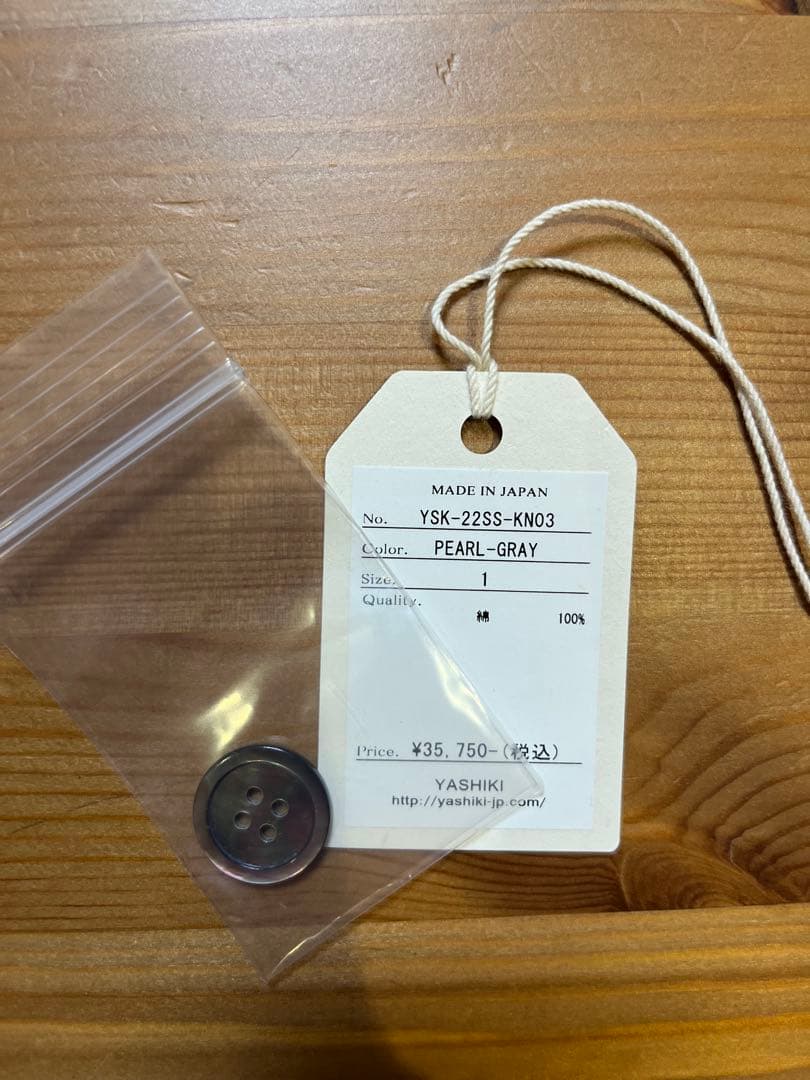 MADE IN JAPAN
No. YSK-22SS-KN03
Color. PEARL-GRAY
Size. 1
Quality.
綿 100%
Price. ¥35,750-(税込)
YASHIKI
http://yashiki-jp.com/